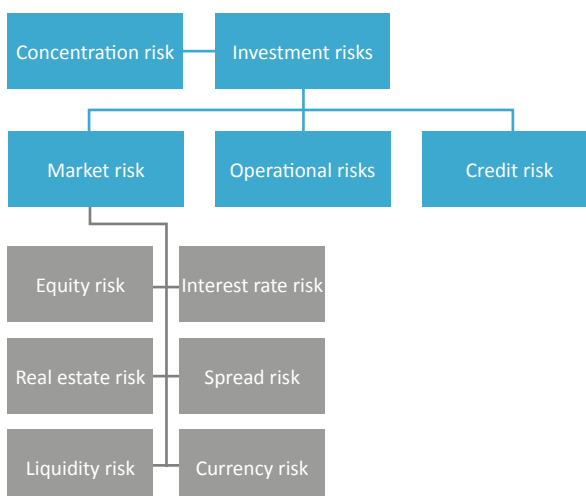 Concentration risk
Investment risks
Market risk
Operational risks
Credit risk
Equity risk
Interest rate risk
Real estate risk
Spread risk
Liquidity risk
Currency risk